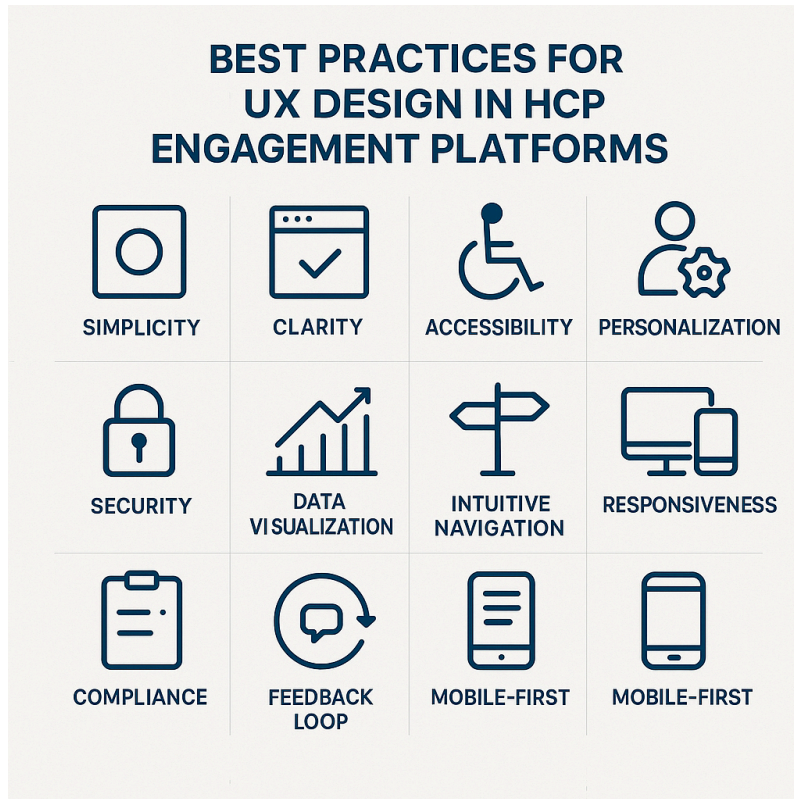 BEST PRACTICES FOR
UX DESIGN IN HCP
ENGAGEMENT PLATFORMS
SIMPLICITY
CLARITY
ACCESSIBILITY
PERSONALIZATION
SECURITY
DATA
VISUALIZATION
INTUITIVE
NAVIGATION
RESPONSIVENESS
COMPLIANCE
FEEDBACK
LOOP
MOBILE-FIRST
MOBILE-FIRST